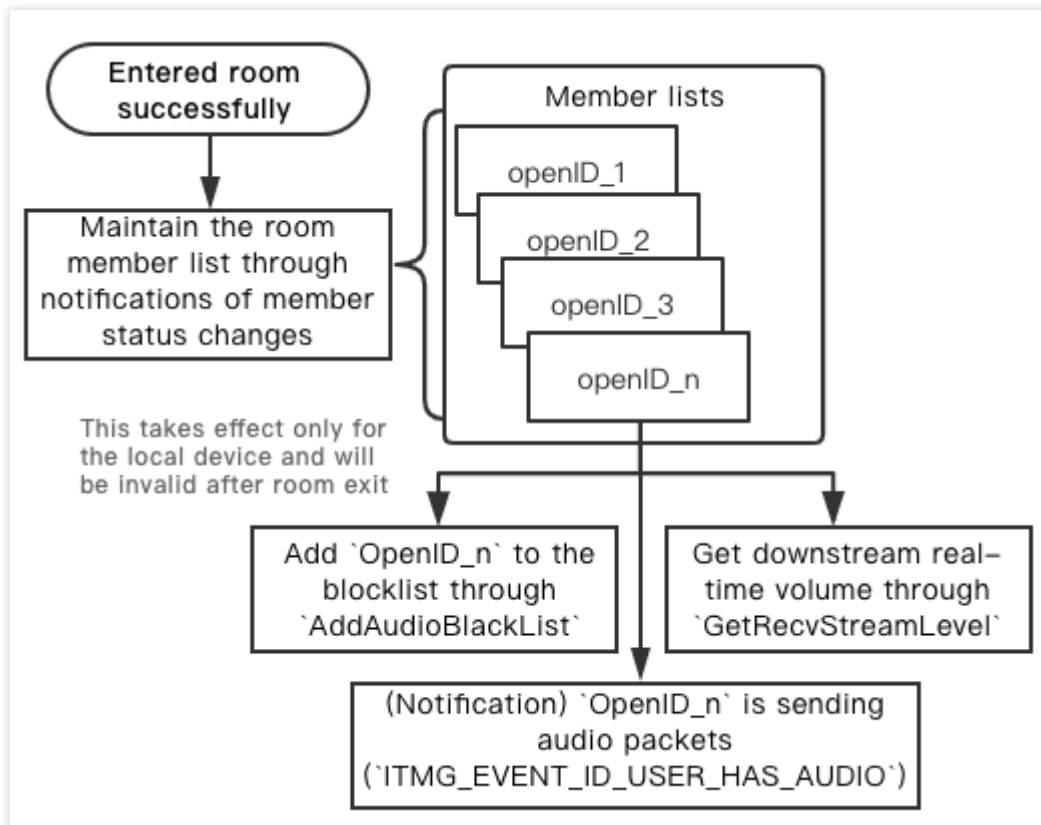 Entered room
successfully
Member lists
openID_1
openID_2
openID_3
openID_n
Maintain the room
member list through
notifications of member
status changes
This takes effect only for
the local device and will
be invalid after room exit
Add `OpenID_n` to the
blocklist through
`AddAudioBlackList`
Get downstream real-
time volume through
`GetRecvStreamLevel`
(Notification) `OpenID_n` is sending
audio packets
(`ITMG_EVENT_ID_USER_HAS_AUDIO`)